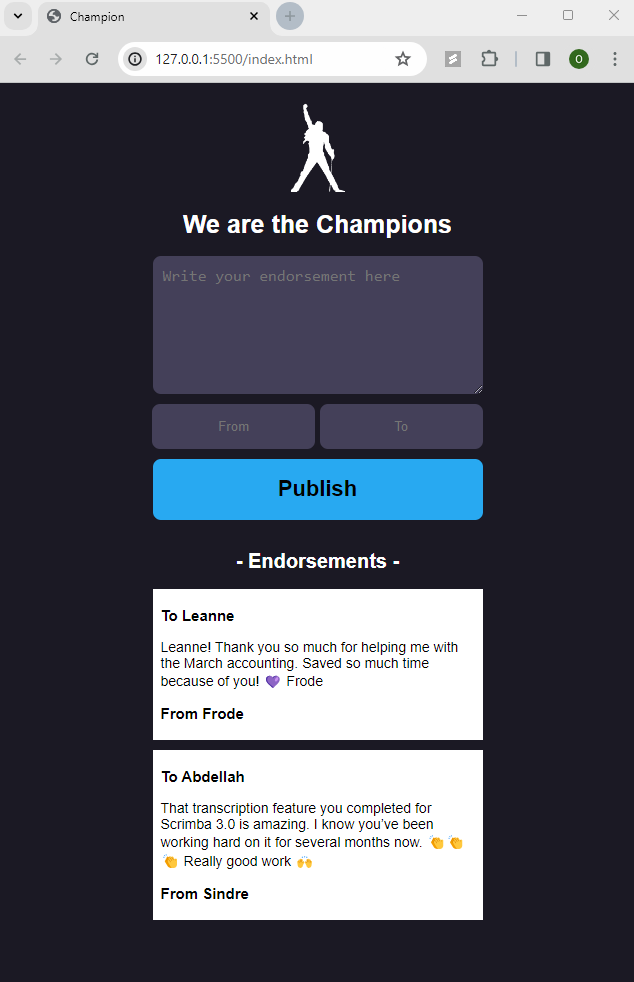 Champion
127.0.0.1:5500/index.html
O
We are the Champions
Write your endorsement here
From
To
Publish
- Endorsements -
To Leanne
Leanne! Thank you so much for helping me with
the March accounting. Saved so much time
because of you! 💜 Frode
From Frode
To Abdellah
That transcription feature you completed for
Scrimba 3.0 is amazing. I know you’ve been
working hard on it for several months now. 👏👏
👏 Really good work 🙌
From Sindre